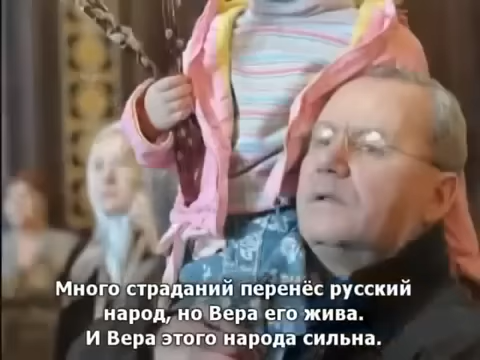 Много страданий перенёс русский
народ, но Вера его жива.
И Вера этого народа сильна.